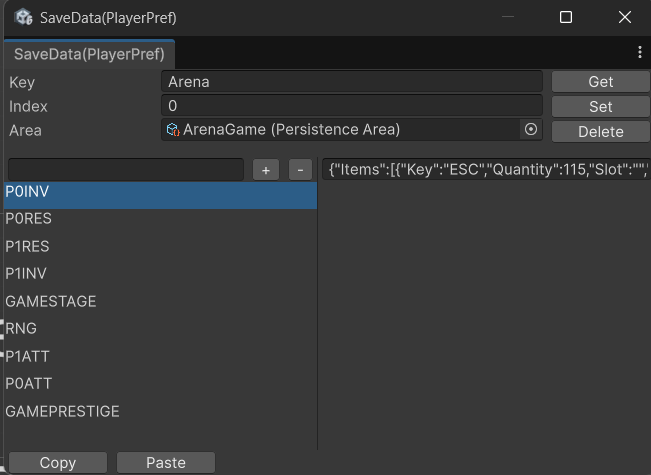 SaveData(PlayerPref)
SaveData(PlayerPref)
Key Arena Get
Index 0 Set
Area ArenaGame (Persistence Area) Delete
+ - {"Items":[{"Key":"ESC","Quantity":115,"Slot":"",
P0INV
P0RES
P1RES
P1INV
GAMESTAGE
RNG
P1ATT
P0ATT
GAMEPRESTIGE
Copy Paste